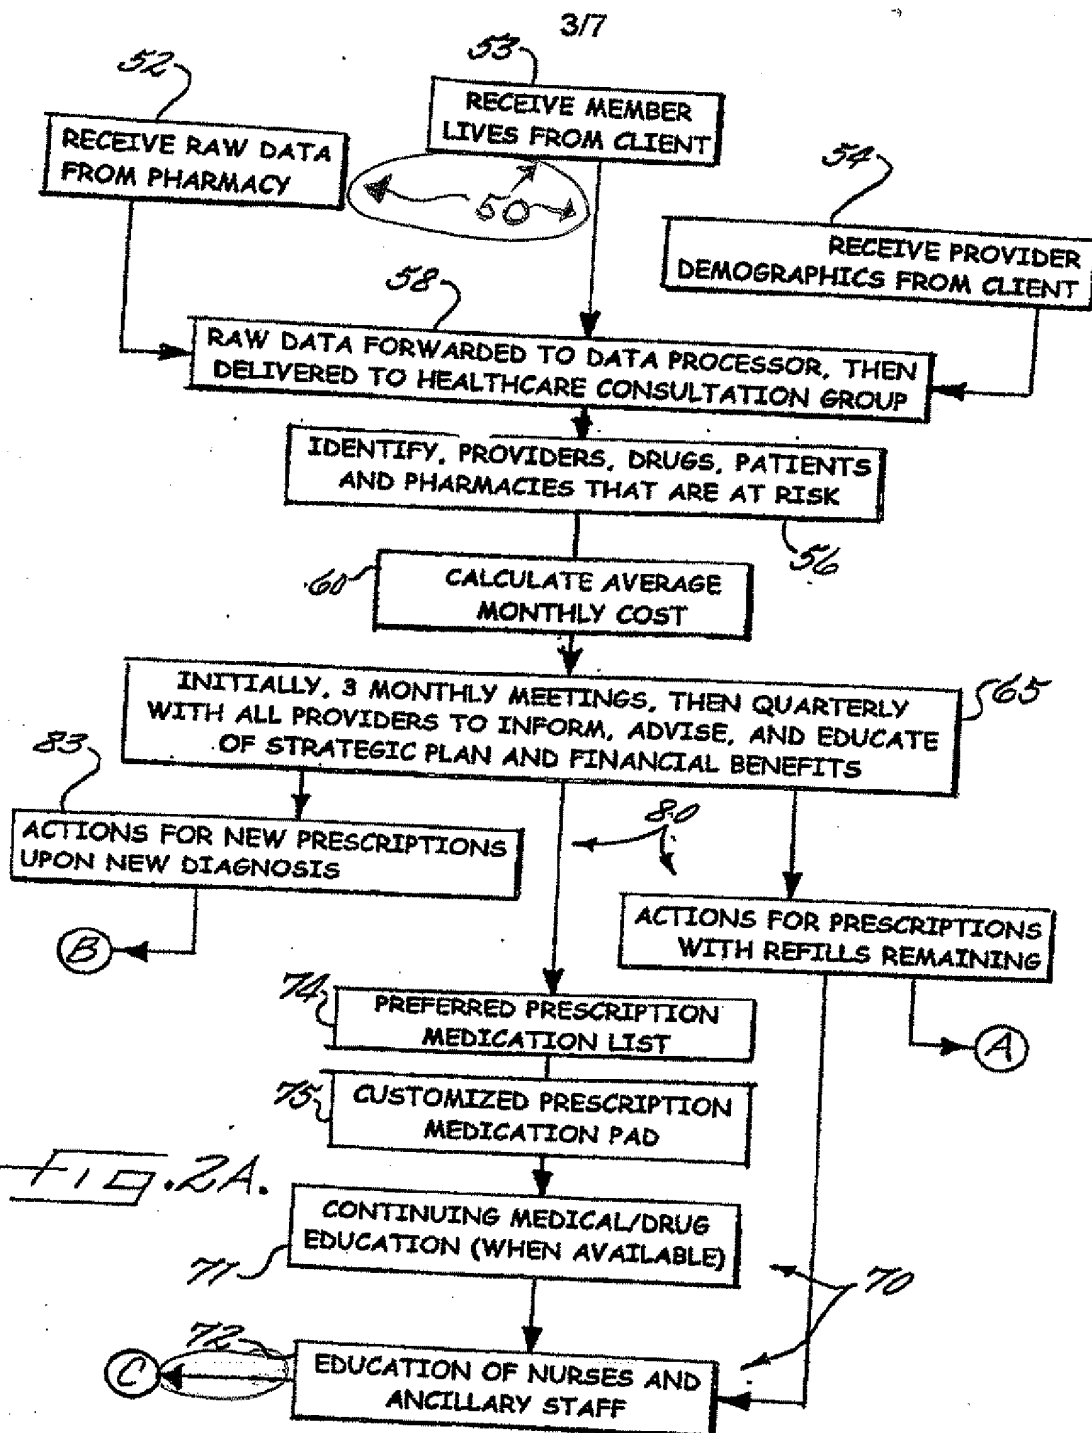 3/7
52
53
RECEIVE MEMBER
LIVES FROM CLIENT
RECEIVE RAW DATA
FROM PHARMACY
54
50
RECEIVE PROVIDER
DEMOGRAPHICS FROM CLIENT
58
RAW DATA FORWARDED TO DATA PROCESSOR, THEN
DELIVERED TO HEALTHCARE CONSULTATION GROUP
IDENTIFY, PROVIDERS, DRUGS, PATIENTS
AND PHARMACIES THAT ARE AT RISK
56
60
CALCULATE AVERAGE
MONTHLY COST
65
INITIALLY, 3 MONTHLY MEETINGS, THEN QUARTERLY
WITH ALL PROVIDERS TO INFORM, ADVISE, AND EDUCATE
OF STRATEGIC PLAN AND FINANCIAL BENEFITS
83
80
ACTIONS FOR NEW PRESCRIPTIONS
UPON NEW DIAGNOSIS
ACTIONS FOR PRESCRIPTIONS
WITH REFILLS REMAINING
B
74
PREFERRED PRESCRIPTION
MEDICATION LIST
A
75
CUSTOMIZED PRESCRIPTION
MEDICATION PAD
FIG. 2A.
CONTINUING MEDICAL/DRUG
EDUCATION (WHEN AVAILABLE)
71
70
72
C
EDUCATION OF NURSES AND
ANCILLARY STAFF